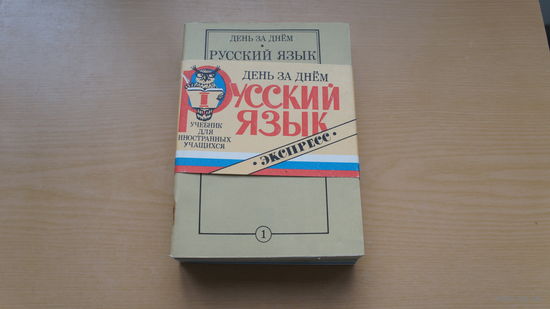 ДЕНЬ ЗА ДНЁМ
РУССКИЙ ЯЗЫК
ДЕНЬ ЗА ДНЁМ
РУССКИЙ
ЯЗЫК
I
УЧЕБНИК
ДЛЯ
ИНОСТРАННЫХ
УЧАЩИХСЯ
• ЭКСПРЕСС •
1